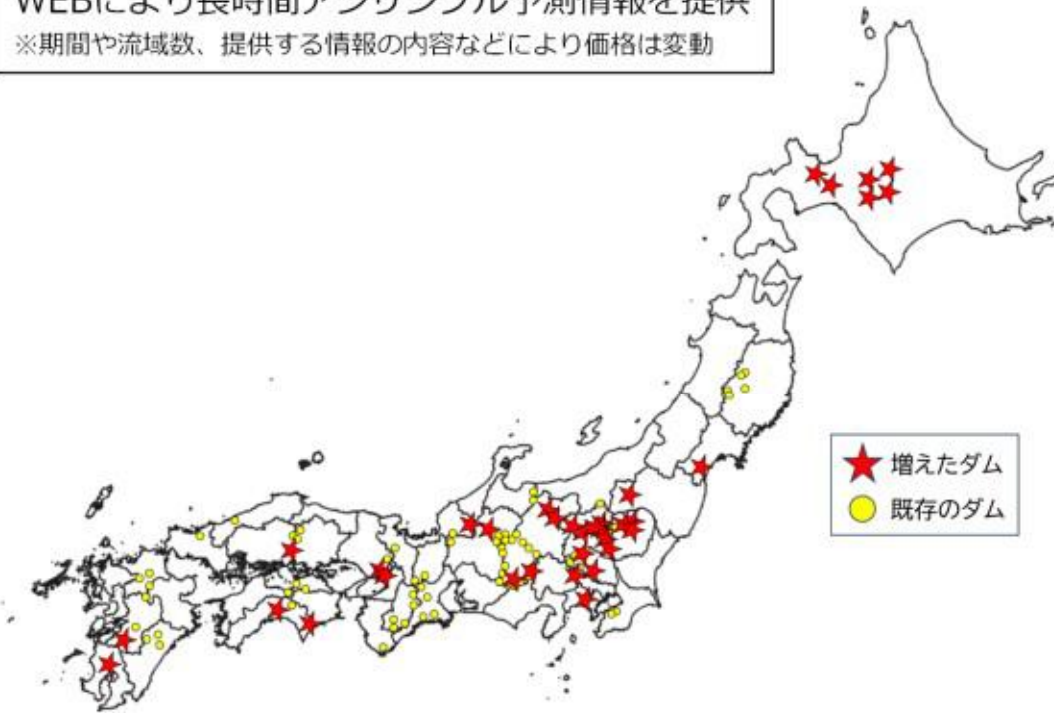 WEBにより長時間アンサンブル予測情報を提供
※期間や流域数、提供する情報の内容などにより価格は変動
増えたダム
既存のダム